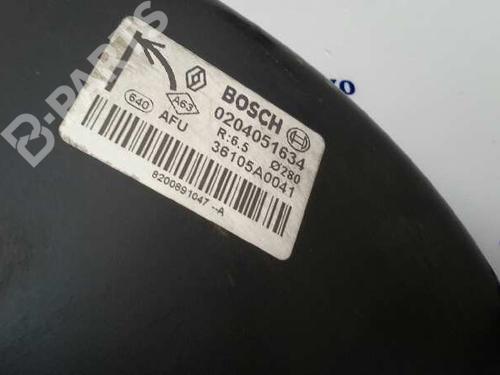 BOSCH
0204051634
R:6.5 Ø280
36105A0041
A63
640 AFU
8200891047--A
B-PARTS